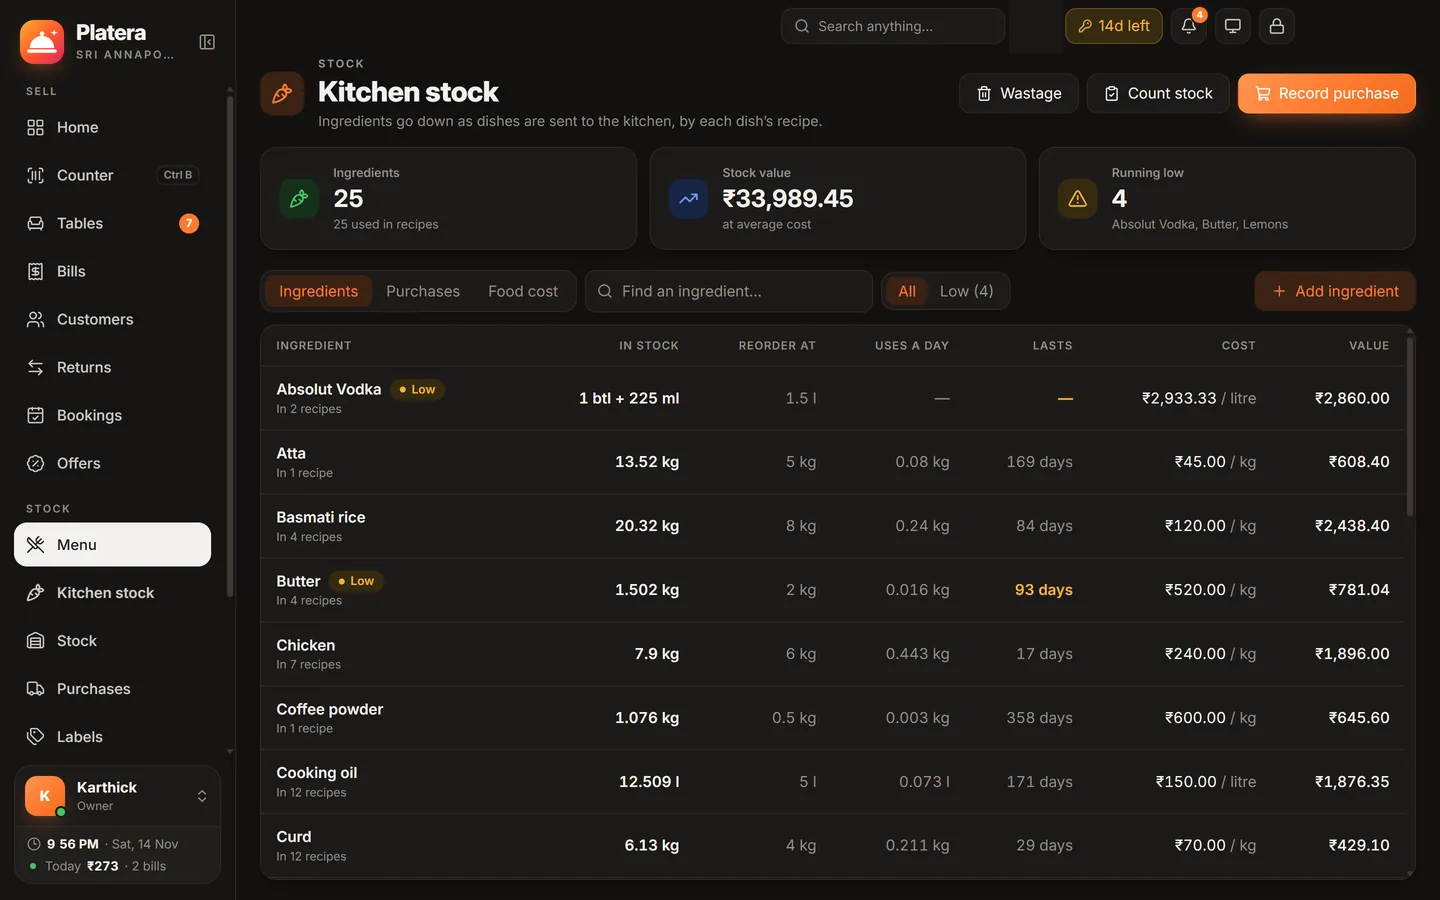 Platera
SRI ANNAPO…
SELL
Home
Counter Ctrl B
Tables 7
Bills
Customers
Returns
Bookings
Offers
STOCK
Menu
Kitchen stock
Stock
Purchases
Labels
K Karthick
Owner
9 56 PM · Sat, 14 Nov
Today ₹273 · 2 bills
Search anything...
14d left
4
STOCK
Kitchen stock
Ingredients go down as dishes are sent to the kitchen, by each dish’s recipe.
Wastage
Count stock
Record purchase
Ingredients
25
25 used in recipes
Stock value
₹33,989.45
at average cost
Running low
4
Absolut Vodka, Butter, Lemons
Ingredients Purchases Food cost
Find an ingredient...
All Low (4)
+ Add ingredient
INGREDIENT IN STOCK REORDER AT USES A DAY LASTS COST VALUE
Absolut Vodka Low
In 2 recipes
1 btl + 225 ml 1.5 l — — ₹2,933.33 / litre ₹2,860.00
Atta
In 1 recipe
13.52 kg 5 kg 0.08 kg 169 days ₹45.00 / kg ₹608.40
Basmati rice
In 4 recipes
20.32 kg 8 kg 0.24 kg 84 days ₹120.00 / kg ₹2,438.40
Butter Low
In 4 recipes
1.502 kg 2 kg 0.016 kg 93 days ₹520.00 / kg ₹781.04
Chicken
In 7 recipes
7.9 kg 6 kg 0.443 kg 17 days ₹240.00 / kg ₹1,896.00
Coffee powder
In 1 recipe
1.076 kg 0.5 kg 0.003 kg 358 days ₹600.00 / kg ₹645.60
Cooking oil
In 12 recipes
12.509 l 5 l 0.073 l 171 days ₹150.00 / litre ₹1,876.35
Curd
In 12 recipes
6.13 kg 4 kg 0.211 kg 29 days ₹70.00 / kg ₹429.10